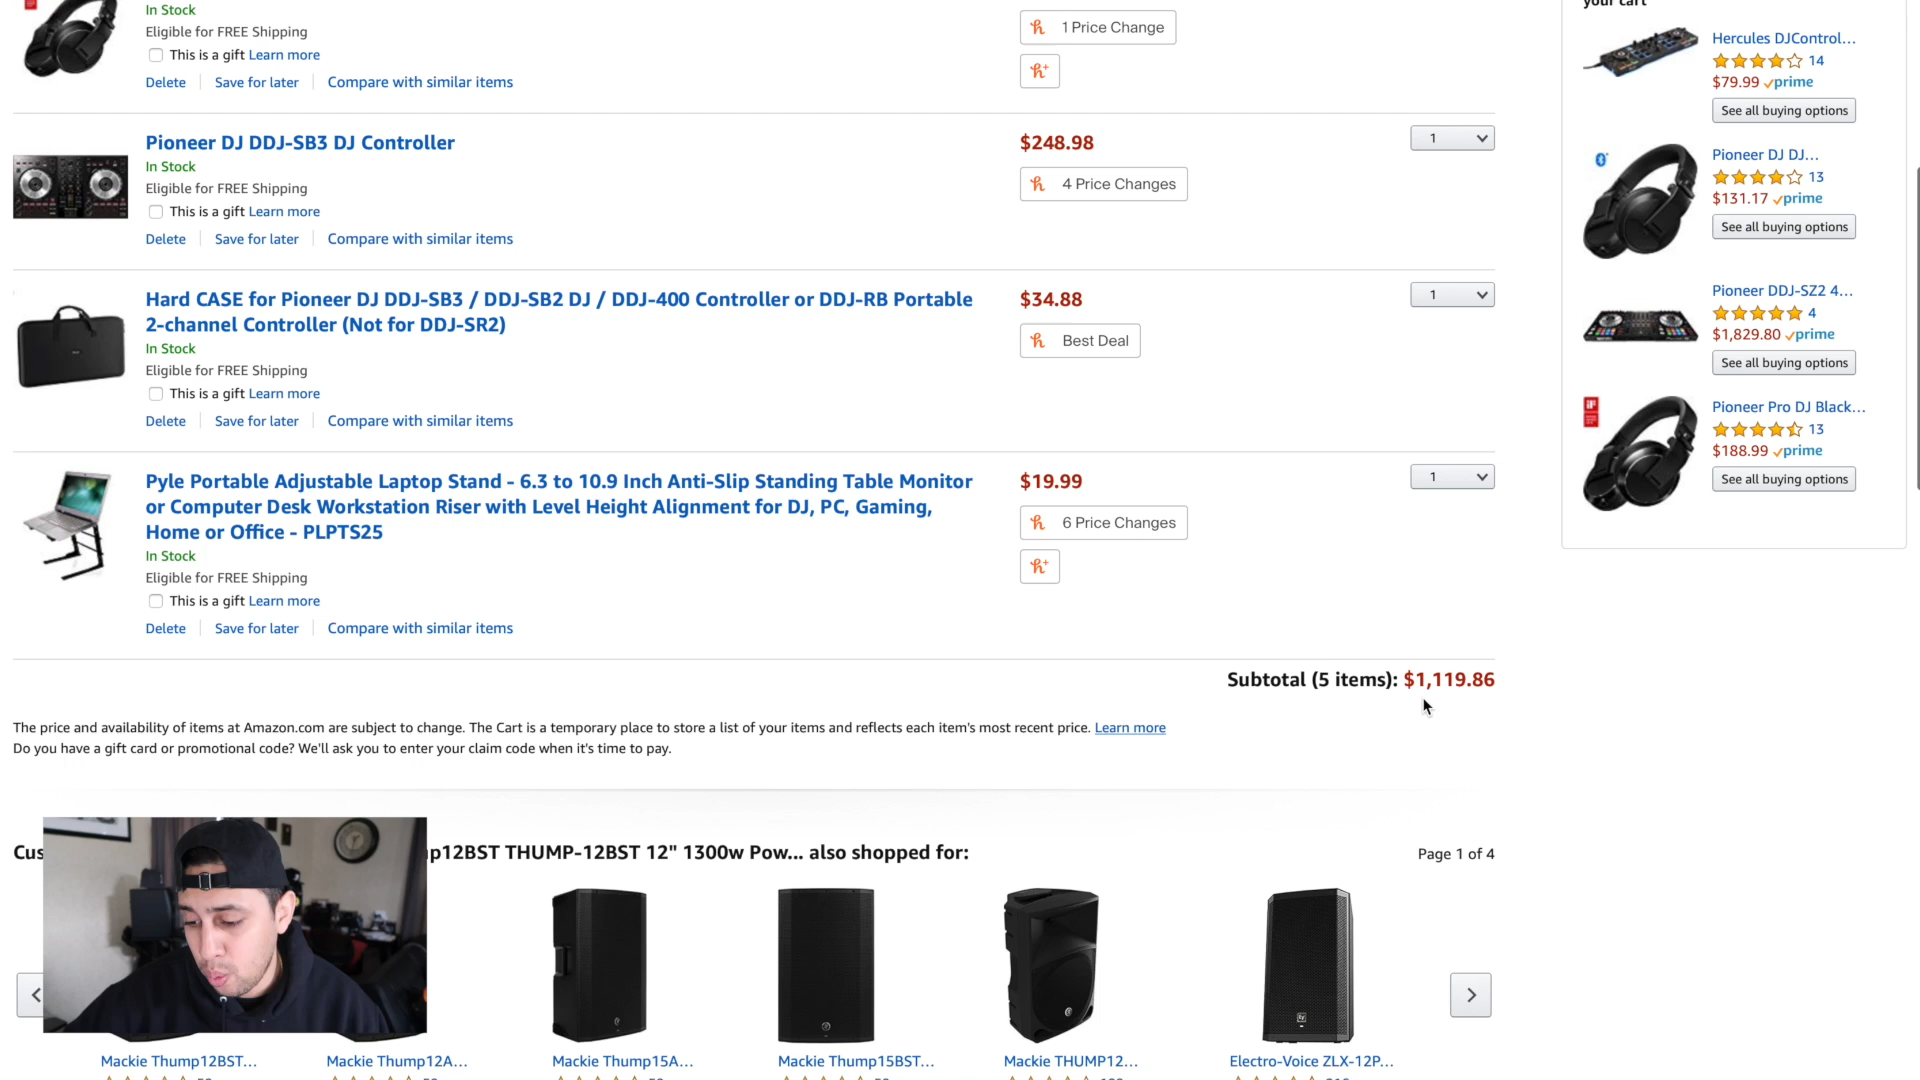 your cart
In Stock
Eligible for FREE Shipping
This is a gift Learn more
Delete Save for later Compare with similar items
1 Price Change
Pioneer DJ DDJ-SB3 DJ Controller
In Stock
Eligible for FREE Shipping
This is a gift Learn more
Delete Save for later Compare with similar items
$248.98
4 Price Changes
1
Hard CASE for Pioneer DJ DDJ-SB3 / DDJ-SB2 DJ / DDJ-400 Controller or DDJ-RB Portable
2-channel Controller (Not for DDJ-SR2)
In Stock
Eligible for FREE Shipping
This is a gift Learn more
Delete Save for later Compare with similar items
$34.88
Best Deal
1
Pyle Portable Adjustable Laptop Stand - 6.3 to 10.9 Inch Anti-Slip Standing Table Monitor
or Computer Desk Workstation Riser with Level Height Alignment for DJ, PC, Gaming,
Home or Office - PLPTS25
In Stock
Eligible for FREE Shipping
This is a gift Learn more
Delete Save for later Compare with similar items
$19.99
6 Price Changes
1
Subtotal (5 items): $1,119.86
The price and availability of items at Amazon.com are subject to change. The Cart is a temporary place to store a list of your items and reflects each item's most recent price. Learn more
Do you have a gift card or promotional code? We'll ask you to enter your claim code when it's time to pay.
Hercules DJControl...
14
$79.99 prime
See all buying options
Pioneer DJ DJ...
13
$131.17 prime
See all buying options
Pioneer DDJ-SZ2 4...
4
$1,829.80 prime
See all buying options
Pioneer Pro DJ Black...
13
$188.99 prime
See all buying options
Cus p12BST THUMP-12BST 12" 1300w Pow... also shopped for:
Page 1 of 4
Mackie Thump12BST...
Mackie Thump12A...
Mackie Thump15A...
Mackie Thump15BST...
Mackie THUMP12...
Electro-Voice ZLX-12P...